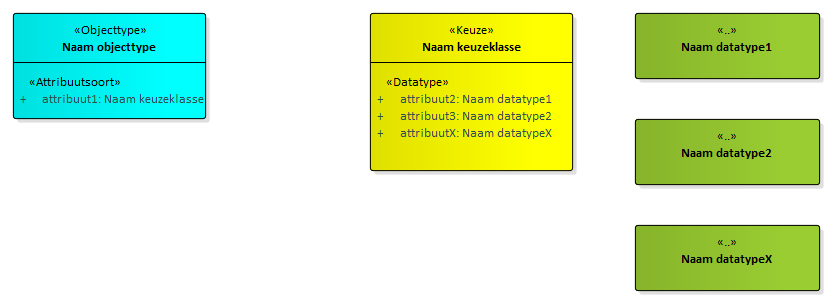 «Objecttype»
Naam objecttype
«Attribuutsoort»
+ attribuut1: Naam keuzeklasse
«Keuze»
Naam keuzeklasse
«Datatype»
+ attribuut2: Naam datatype1
+ attribuut3: Naam datatype2
+ attribuutX: Naam datatypeX
«..»
Naam datatype1
«..»
Naam datatype2
«..»
Naam datatypeX